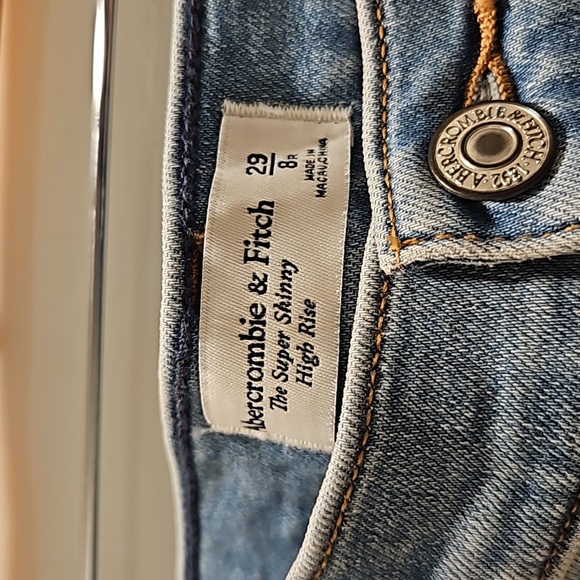 Abercrombie & Fitch
The Super Skinny
High Rise
29
8R
MADE IN
MACAU, CHINA
ABERCROMBIE & FITCH · 1892 ·